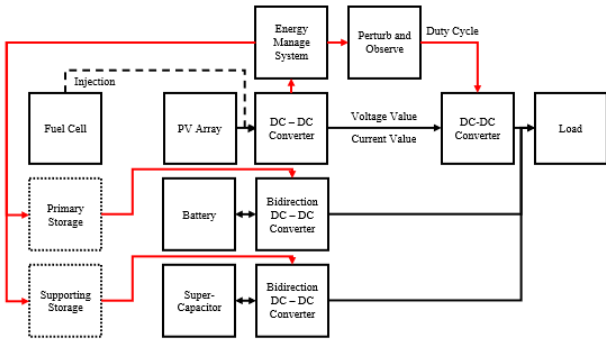 Energy
Manage
System
Perturb and
Observe
Duty Cycle
Injection
Fuel Cell
PV Array
DC – DC
Converter
Voltage Value
Current Value
DC-DC
Converter
Load
Primary
Storage
Battery
Bidirection
DC – DC
Converter
Supporting
Storage
Super-
Capacitor
Bidirection
DC – DC
Converter